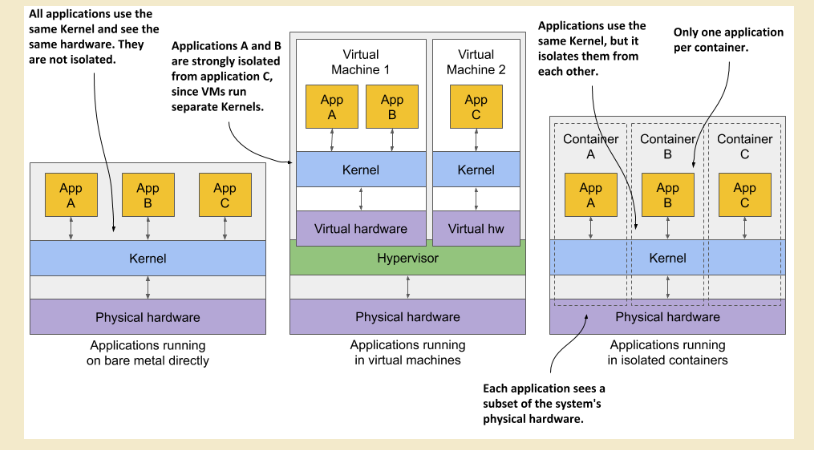 All applications use the
same Kernel and see the
same hardware. They
are not isolated.
Applications A and B
are strongly isolated
from application C,
since VMs run
separate Kernels.
Applications use the
same Kernel, but it
isolates them from
each other.
Only one application
per container.
App
A
App
B
App
C
Kernel
Physical hardware
Applications running
on bare metal directly
Virtual
Machine 1
Virtual
Machine 2
App
A
App
B
App
C
Kernel
Kernel
Virtual hardware
Virtual hw
Hypervisor
Physical hardware
Applications running
in virtual machines
Container
A
Container
B
Container
C
App
A
App
B
App
C
Kernel
Physical hardware
Applications running
in isolated containers
Each application sees a
subset of the system's
physical hardware.